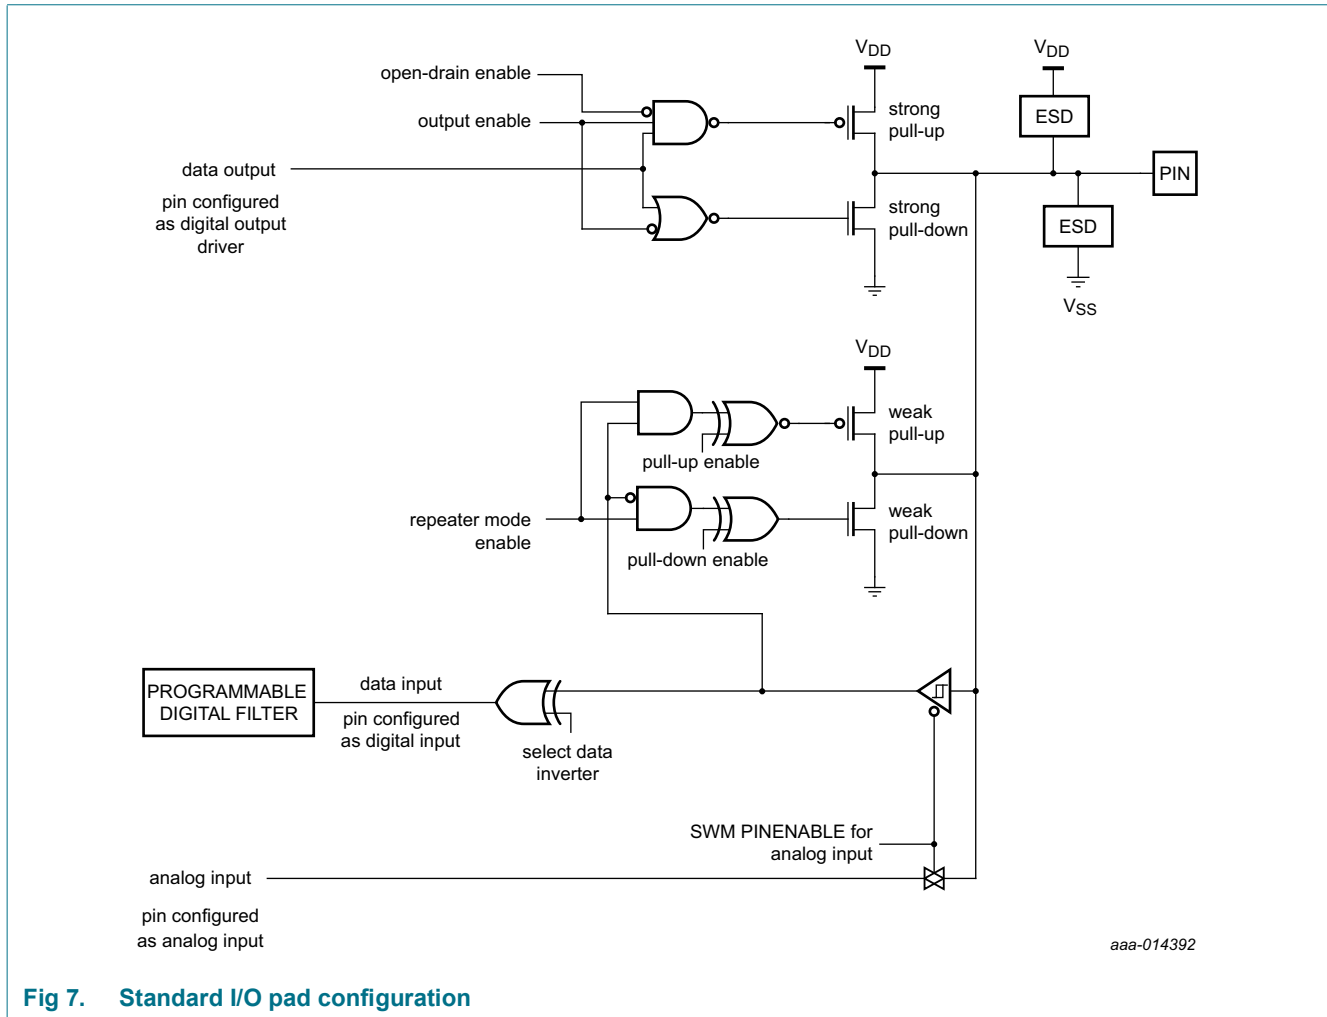 VDD
VDD
open-drain enable
strong
pull-up
ESD
output enable
data output
PIN
pin configured
as digital output
driver
strong
pull-down
ESD
VSS
VDD
weak
pull-up
pull-up enable
repeater mode
enable
weak
pull-down
pull-down enable
PROGRAMMABLE
DIGITAL FILTER
data input
pin configured
as digital input
select data
inverter
SWM PINENABLE for
analog input
analog input
pin configured
as analog input
aaa-014392
Fig 7. Standard I/O pad configuration